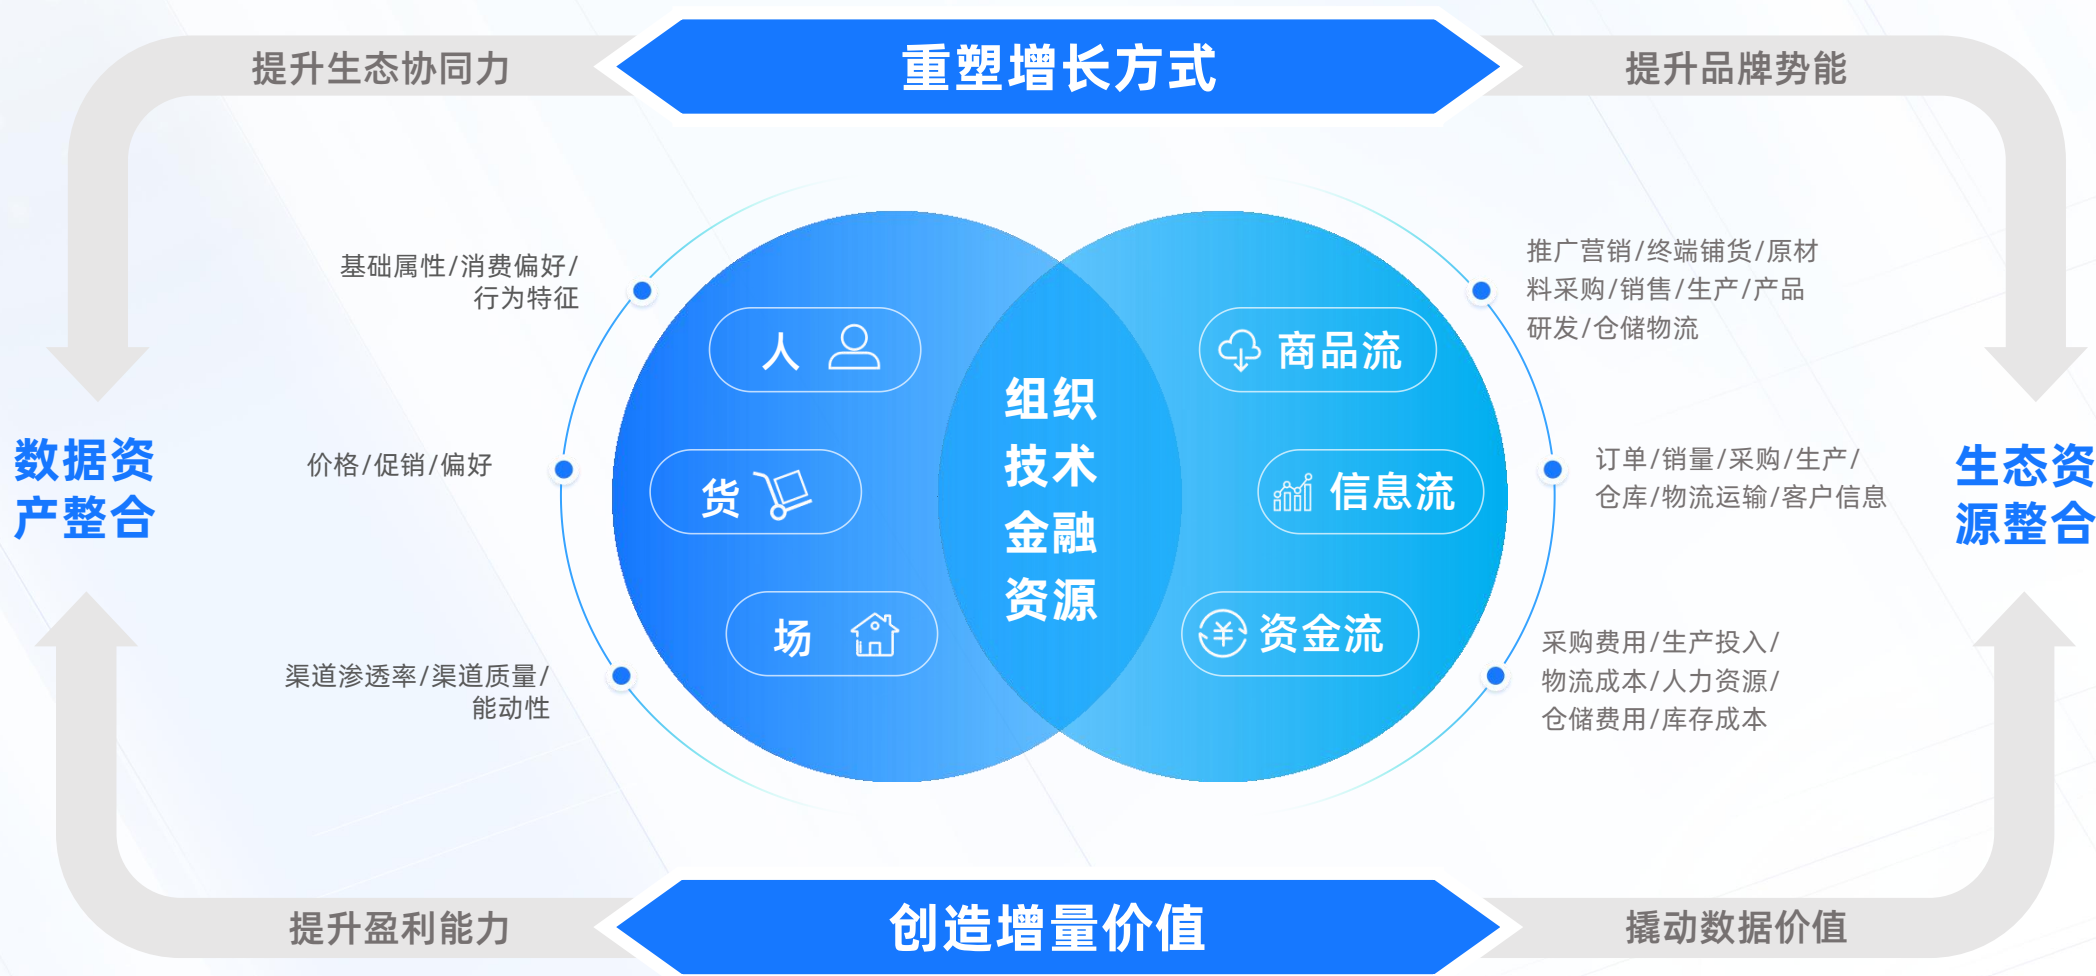 提升生态协同力
重塑增长方式
提升品牌势能
基础属性/消费偏好/
行为特征
推广营销/终端铺货/原材
料采购/销售/生产/产品
研发/仓储物流
人
商品流
组织
技术
金融
资源
数据资
产整合
价格/促销/偏好
货
信息流
订单/销量/采购/生产/
仓库/物流运输/客户信息
生态资
源整合
渠道渗透率/渠道质量/
能动性
场
资金流
采购费用/生产投入/
物流成本/人力资源/
仓储费用/库存成本
提升盈利能力
创造增量价值
撬动数据价值